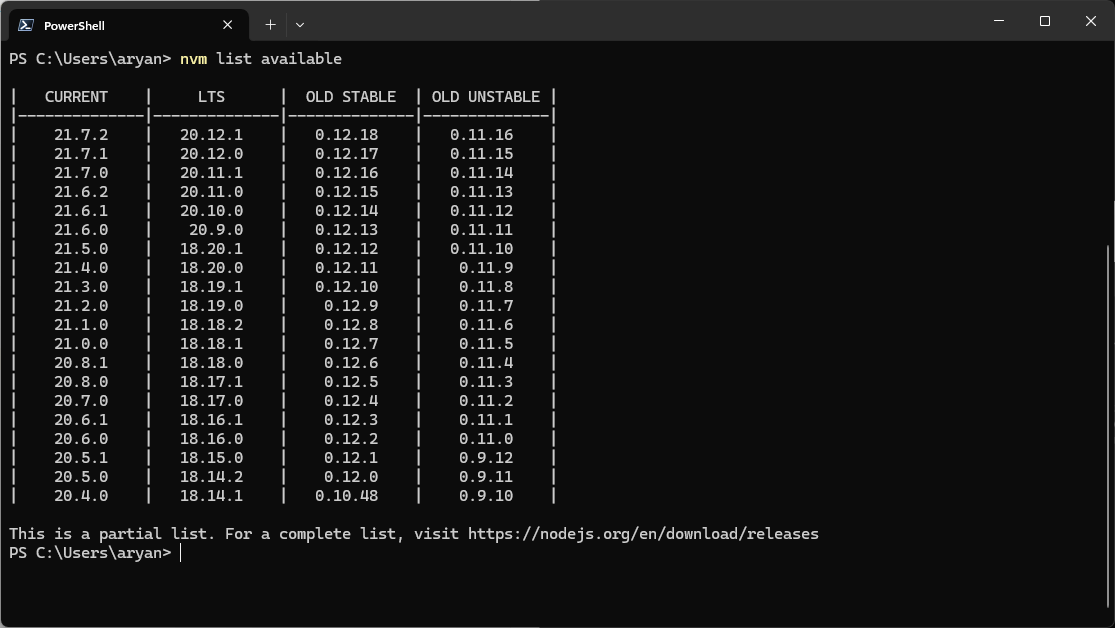 PowerShell
PS C:\Users\aryan> nvm list available
|   CURRENT    |     LTS      |  OLD STABLE  | OLD UNSTABLE |
|--------------|--------------|--------------|--------------|
|    21.7.2    |   20.12.1    |   0.12.18    |   0.11.16    |
|    21.7.1    |   20.12.0    |   0.12.17    |   0.11.15    |
|    21.7.0    |   20.11.1    |   0.12.16    |   0.11.14    |
|    21.6.2    |   20.11.0    |   0.12.15    |   0.11.13    |
|    21.6.1    |   20.10.0    |   0.12.14    |   0.11.12    |
|    21.6.0    |    20.9.0    |   0.12.13    |   0.11.11    |
|    21.5.0    |   18.20.1    |   0.12.12    |   0.11.10    |
|    21.4.0    |   18.20.0    |   0.12.11    |    0.11.9    |
|    21.3.0    |   18.19.1    |   0.12.10    |    0.11.8    |
|    21.2.0    |   18.19.0    |    0.12.9    |    0.11.7    |
|    21.1.0    |   18.18.2    |    0.12.8    |    0.11.6    |
|    21.0.0    |   18.18.1    |    0.12.7    |    0.11.5    |
|    20.8.1    |   18.18.0    |    0.12.6    |    0.11.4    |
|    20.8.0    |   18.17.1    |    0.12.5    |    0.11.3    |
|    20.7.0    |   18.17.0    |    0.12.4    |    0.11.2    |
|    20.6.1    |   18.16.1    |    0.12.3    |    0.11.1    |
|    20.6.0    |   18.16.0    |    0.12.2    |    0.11.0    |
|    20.5.1    |   18.15.0    |    0.12.1    |    0.9.12    |
|    20.5.0    |   18.14.2    |    0.12.0    |    0.9.11    |
|    20.4.0    |   18.14.1    |   0.10.48    |    0.9.10    |
This is a partial list. For a complete list, visit https://nodejs.org/en/download/releases
PS C:\Users\aryan>